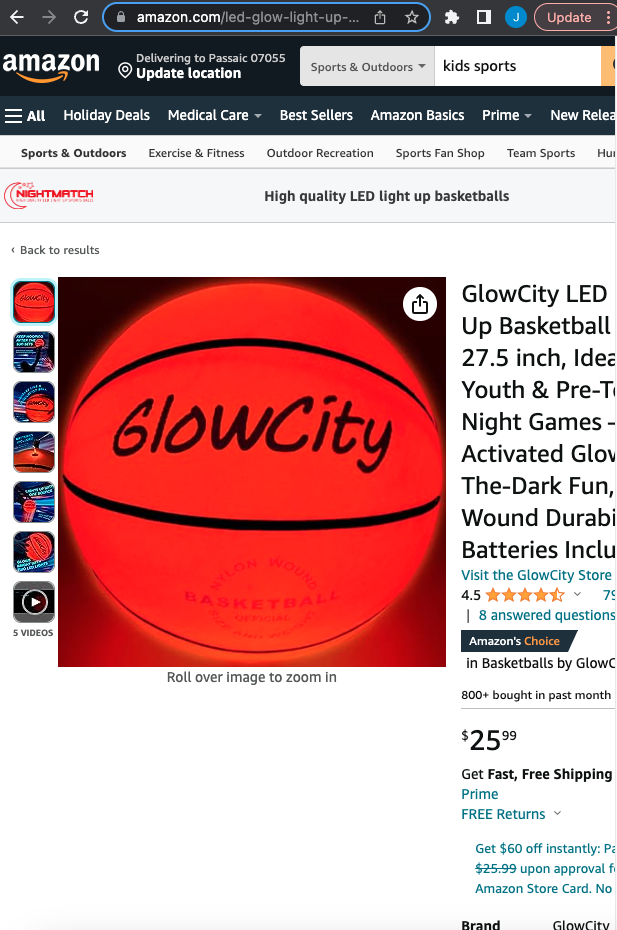 amazon.com/led-glow-light-up-...
J
Update
amazon
Delivering to Passaic 07055
Update location
Sports & Outdoors
kids sports
All
Holiday Deals
Medical Care
Best Sellers
Amazon Basics
Prime
New Relea
Sports & Outdoors
Exercise & Fitness
Outdoor Recreation
Sports Fan Shop
Team Sports
Hur
NIGHTMATCH
High quality LED light up basketballs
‹ Back to results
GlowCity
NYLON WOUND
BASKETBALL
OFFICIAL
SIZE AND WEIGHT
5 VIDEOS
Roll over image to zoom in
GlowCity LED
Up Basketball
27.5 inch, Idea
Youth & Pre-Te
Night Games -
Activated Glow
The-Dark Fun,
Wound Durabi
Batteries Inclu
Visit the GlowCity Store
4.5
79
| 8 answered questions
Amazon's Choice
in Basketballs by GlowC
800+ bought in past month
$25 99
Get Fast, Free Shipping
Prime
FREE Returns
Get $60 off instantly: Pa
$25.99 upon approval f
Amazon Store Card. No
Brand
GlowCity